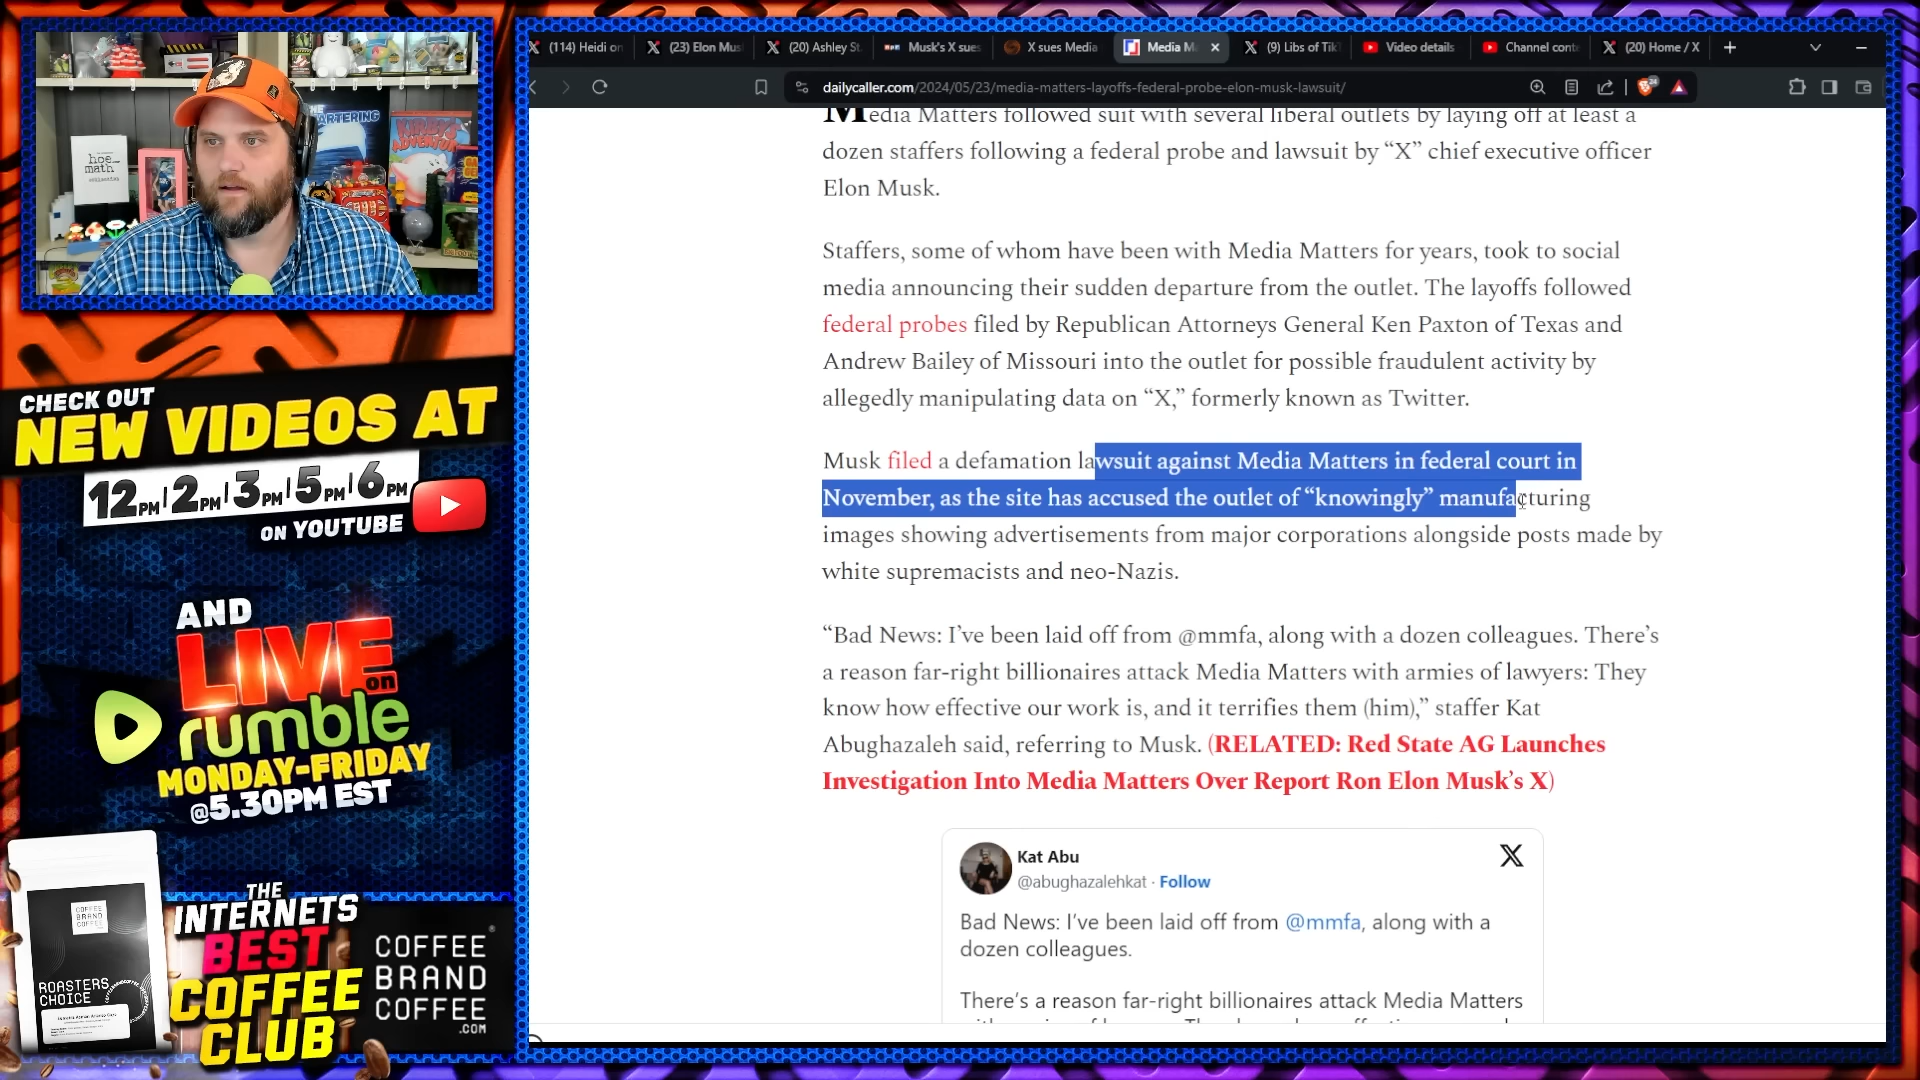 (114) Heidi on
(23) Elon Mus
(20) Ashley St.
Musk's X sues
X sues Media
Media M
(9) Libs of TikT
Video details
Channel cont
(20) Home / X
dailycaller.com/2024/05/23/media-matters-layoffs-federal-probe-elon-musk-lawsuit/
Media Matters followed suit with several liberal outlets by laying off at least a
dozen staffers following a federal probe and lawsuit by “X” chief executive officer
Elon Musk.
Staffers, some of whom have been with Media Matters for years, took to social
media announcing their sudden departure from the outlet. The layoffs followed
federal probes filed by Republican Attorneys General Ken Paxton of Texas and
Andrew Bailey of Missouri into the outlet for possible fraudulent activity by
allegedly manipulating data on “X,” formerly known as Twitter.
Musk filed a defamation lawsuit against Media Matters in federal court in
November, as the site has accused the outlet of “knowingly” manufacturing
images showing advertisements from major corporations alongside posts made by
white supremacists and neo-Nazis.
“Bad News: I’ve been laid off from @mmfa, along with a dozen colleagues. There’s
a reason far-right billionaires attack Media Matters with armies of lawyers: They
know how effective our work is, and it terrifies them (him),” staffer Kat
Abughazaleh said, referring to Musk. (RELATED: Red State AG Launches
Investigation Into Media Matters Over Report Ron Elon Musk’s X)
Kat Abu
@abughazalehkat · Follow
Bad News: I’ve been laid off from @mmfa, along with a
dozen colleagues.
There’s a reason far-right billionaires attack Media Matters
THE
ARTERING
KIRBY'S
ADVENTURE
hoe_
math
CHECK OUT
NEW VIDEOS AT
12PM | 2PM | 3PM | 5PM | 6PM
ON YOUTUBE
AND
LIVE on
rumble
MONDAY-FRIDAY
@5.30PM EST
THE
INTERNETS
BEST
COFFEE
CLUB
COFFEE
BRAND
COFFEE
.COM
COFFEE
BRAND
COFFEE
ROASTERS
CHOICE